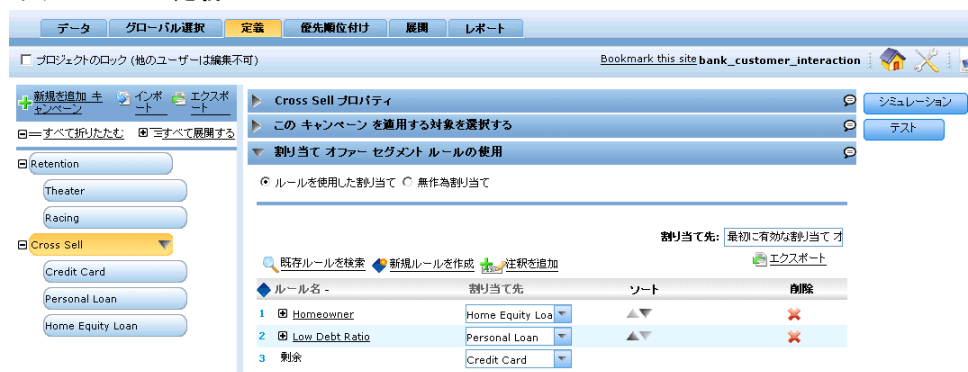 データ グローバル選択 定義 優先順位付け 展開 レポート
プロジェクトのロック (他のユーザーは編集不可)
Bookmark this site bank_customer_interaction
新規を追加 キャンペーン
インポート
エクスポート
すべて折りたたむ すべて展開する
Retention
Theater
Racing
Cross Sell
Credit Card
Personal Loan
Home Equity Loan
Cross Sell プロパティ
この キャンペーン を適用する対象を選択する
割り当て オファー セグメント ルールの使用
ルールを使用した割り当て 無作為割り当て
割り当て先: 最初に有効な割り当て オ
既存ルールを検索 新規ルールを作成 注釈を追加
エクスポート
ルール名 - 割り当て先 ソート 削除
1 Homeowner Home Equity Loa
2 Low Debt Ratio Personal Loan
3 剰余 Credit Card
シミュレーション
テスト